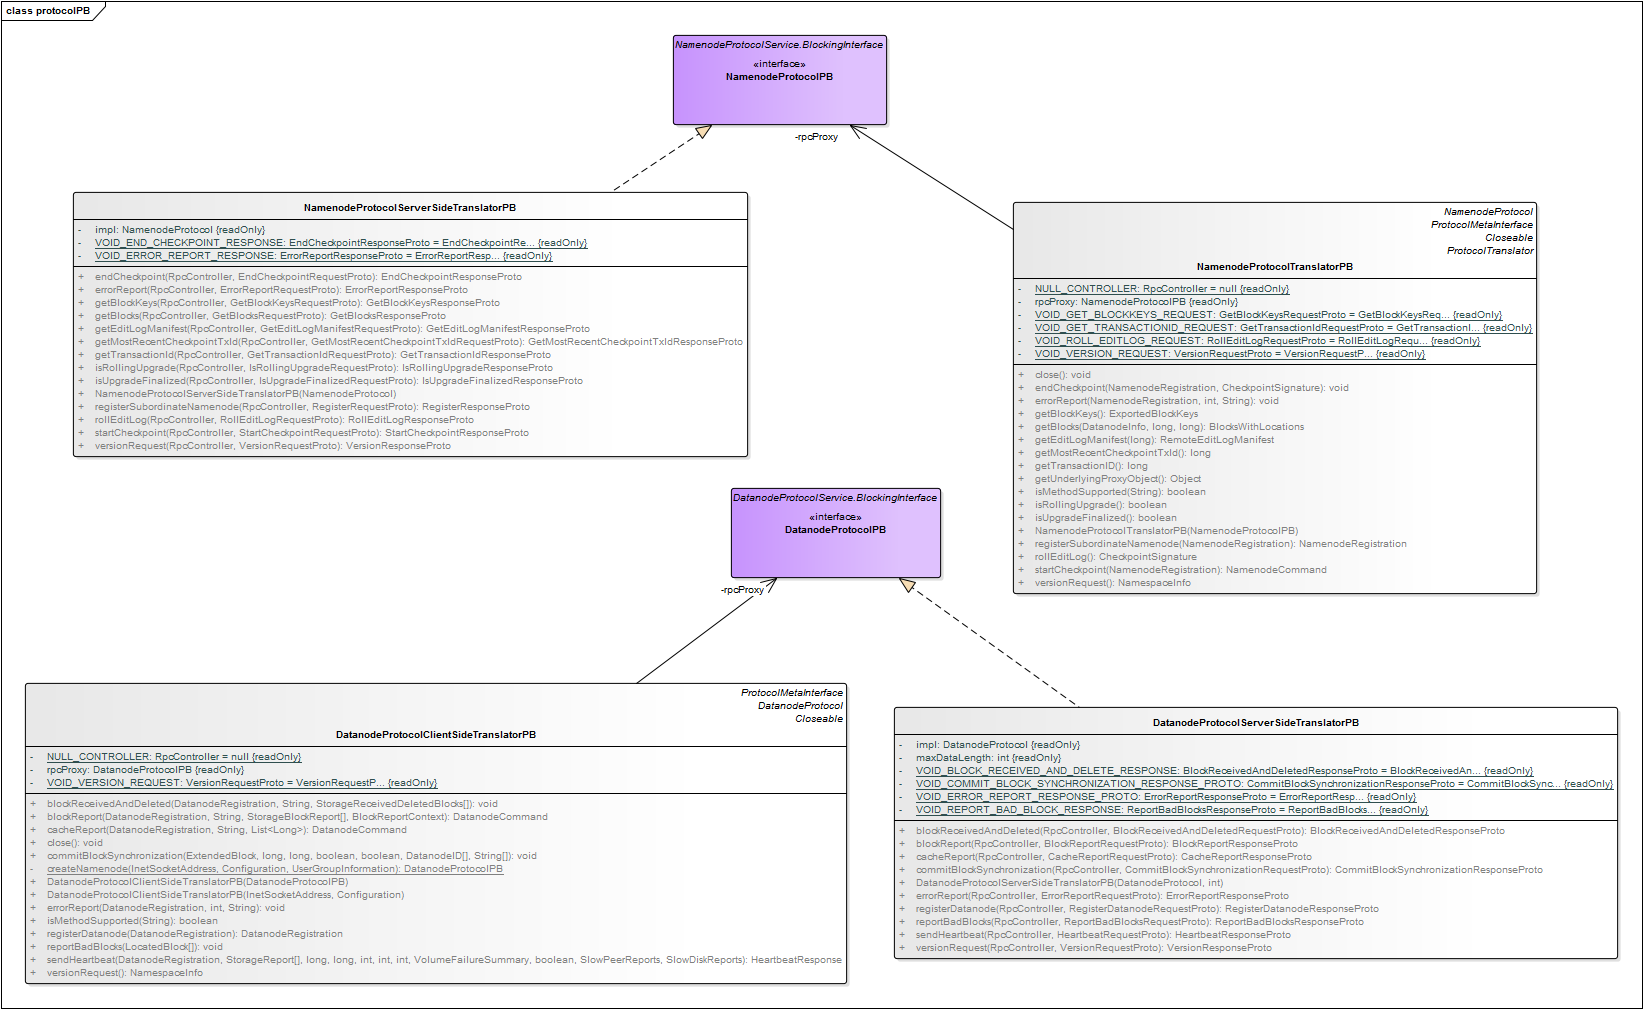 class protocolPB
NamenodeProtocolService.BlockingInterface
«interface»
NamenodeProtocolPB
-rpcProxy
NamenodeProtocolServerSideTranslatorPB
- impl: NamenodeProtocol {readOnly}
- VOID_END_CHECKPOINT_RESPONSE: EndCheckpointResponseProto = EndCheckpointRe... {readOnly}
- VOID_ERROR_REPORT_RESPONSE: ErrorReportResponseProto = ErrorReportResp... {readOnly}
+ endCheckpoint(RpcController, EndCheckpointRequestProto): EndCheckpointResponseProto
+ errorReport(RpcController, ErrorReportRequestProto): ErrorReportResponseProto
+ getBlockKeys(RpcController, GetBlockKeysRequestProto): GetBlockKeysResponseProto
+ getBlocks(RpcController, GetBlocksRequestProto): GetBlocksResponseProto
+ getEditLogManifest(RpcController, GetEditLogManifestRequestProto): GetEditLogManifestResponseProto
+ getMostRecentCheckpointTxId(RpcController, GetMostRecentCheckpointTxIdRequestProto): GetMostRecentCheckpointTxIdResponseProto
+ getTransactionId(RpcController, GetTransactionIdRequestProto): GetTransactionIdResponseProto
+ isRollingUpgrade(RpcController, IsRollingUpgradeRequestProto): IsRollingUpgradeResponseProto
+ isUpgradeFinalized(RpcController, IsUpgradeFinalizedRequestProto): IsUpgradeFinalizedResponseProto
+ NamenodeProtocolServerSideTranslatorPB(NamenodeProtocol)
+ registerSubordinateNamenode(RpcController, RegisterRequestProto): RegisterResponseProto
+ rollEditLog(RpcController, RollEditLogRequestProto): RollEditLogResponseProto
+ startCheckpoint(RpcController, StartCheckpointRequestProto): StartCheckpointResponseProto
+ versionRequest(RpcController, VersionRequestProto): VersionResponseProto
NamenodeProtocol
ProtocolMetaInterface
Closeable
ProtocolTranslator
NamenodeProtocolTranslatorPB
- NULL_CONTROLLER: RpcController = null {readOnly}
- rpcProxy: NamenodeProtocolPB {readOnly}
- VOID_GET_BLOCKKEYS_REQUEST: GetBlockKeysRequestProto = GetBlockKeysReq... {readOnly}
- VOID_GET_TRANSACTIONID_REQUEST: GetTransactionIdRequestProto = GetTransactionI... {readOnly}
- VOID_ROLL_EDITLOG_REQUEST: RollEditLogRequestProto = RollEditLogRequ... {readOnly}
- VOID_VERSION_REQUEST: VersionRequestProto = VersionRequestP... {readOnly}
+ close(): void
+ endCheckpoint(NamenodeRegistration, CheckpointSignature): void
+ errorReport(NamenodeRegistration, int, String): void
+ getBlockKeys(): ExportedBlockKeys
+ getBlocks(DatanodeInfo, long, long): BlocksWithLocations
+ getEditLogManifest(long): RemoteEditLogManifest
+ getMostRecentCheckpointTxId(): long
+ getTransactionID(): long
+ getUnderlyingProxyObject(): Object
+ isMethodSupported(String): boolean
+ isRollingUpgrade(): boolean
+ isUpgradeFinalized(): boolean
+ NamenodeProtocolTranslatorPB(NamenodeProtocolPB)
+ registerSubordinateNamenode(NamenodeRegistration): NamenodeRegistration
+ rollEditLog(): CheckpointSignature
+ startCheckpoint(NamenodeRegistration): NamenodeCommand
+ versionRequest(): NamespaceInfo
DatanodeProtocolService.BlockingInterface
«interface»
DatanodeProtocolPB
-rpcProxy
ProtocolMetaInterface
DatanodeProtocol
Closeable
DatanodeProtocolClientSideTranslatorPB
- NULL_CONTROLLER: RpcController = null {readOnly}
- rpcProxy: DatanodeProtocolPB {readOnly}
- VOID_VERSION_REQUEST: VersionRequestProto = VersionRequestP... {readOnly}
+ blockReceivedAndDeleted(DatanodeRegistration, String, StorageReceivedDeletedBlocks[]): void
+ blockReport(DatanodeRegistration, String, StorageBlockReport[], BlockReportContext): DatanodeCommand
+ cacheReport(DatanodeRegistration, String, List<Long>): DatanodeCommand
+ close(): void
+ commitBlockSynchronization(ExtendedBlock, long, long, boolean, boolean, DatanodeID[], String[]): void
- createNamenode(InetSocketAddress, Configuration, UserGroupInformation): DatanodeProtocolPB
+ DatanodeProtocolClientSideTranslatorPB(DatanodeProtocolPB)
+ DatanodeProtocolClientSideTranslatorPB(InetSocketAddress, Configuration)
+ errorReport(DatanodeRegistration, int, String): void
+ isMethodSupported(String): boolean
+ registerDatanode(DatanodeRegistration): DatanodeRegistration
+ reportBadBlocks(LocatedBlock[]): void
+ sendHeartbeat(DatanodeRegistration, StorageReport[], long, long, int, int, int, VolumeFailureSummary, boolean, SlowPeerReports, SlowDiskReports): HeartbeatResponse
+ versionRequest(): NamespaceInfo
DatanodeProtocolServerSideTranslatorPB
- impl: DatanodeProtocol {readOnly}
- maxDataLength: int {readOnly}
- VOID_BLOCK_RECEIVED_AND_DELETE_RESPONSE: BlockReceivedAndDeletedResponseProto = BlockReceivedAn... {readOnly}
- VOID_COMMIT_BLOCK_SYNCHRONIZATION_RESPONSE_PROTO: CommitBlockSynchronizationResponseProto = CommitBlockSync... {readOnly}
- VOID_ERROR_REPORT_RESPONSE_PROTO: ErrorReportResponseProto = ErrorReportResp... {readOnly}
- VOID_REPORT_BAD_BLOCK_RESPONSE: ReportBadBlocksResponseProto = ReportBadBlocks... {readOnly}
+ blockReceivedAndDeleted(RpcController, BlockReceivedAndDeletedRequestProto): BlockReceivedAndDeletedResponseProto
+ blockReport(RpcController, BlockReportRequestProto): BlockReportResponseProto
+ cacheReport(RpcController, CacheReportRequestProto): CacheReportResponseProto
+ commitBlockSynchronization(RpcController, CommitBlockSynchronizationRequestProto): CommitBlockSynchronizationResponseProto
+ DatanodeProtocolServerSideTranslatorPB(DatanodeProtocol, int)
+ errorReport(RpcController, ErrorReportRequestProto): ErrorReportResponseProto
+ registerDatanode(RpcController, RegisterDatanodeRequestProto): RegisterDatanodeResponseProto
+ reportBadBlocks(RpcController, ReportBadBlocksRequestProto): ReportBadBlocksResponseProto
+ sendHeartbeat(RpcController, HeartbeatRequestProto): HeartbeatResponseProto
+ versionRequest(RpcController, VersionRequestProto): VersionResponseProto